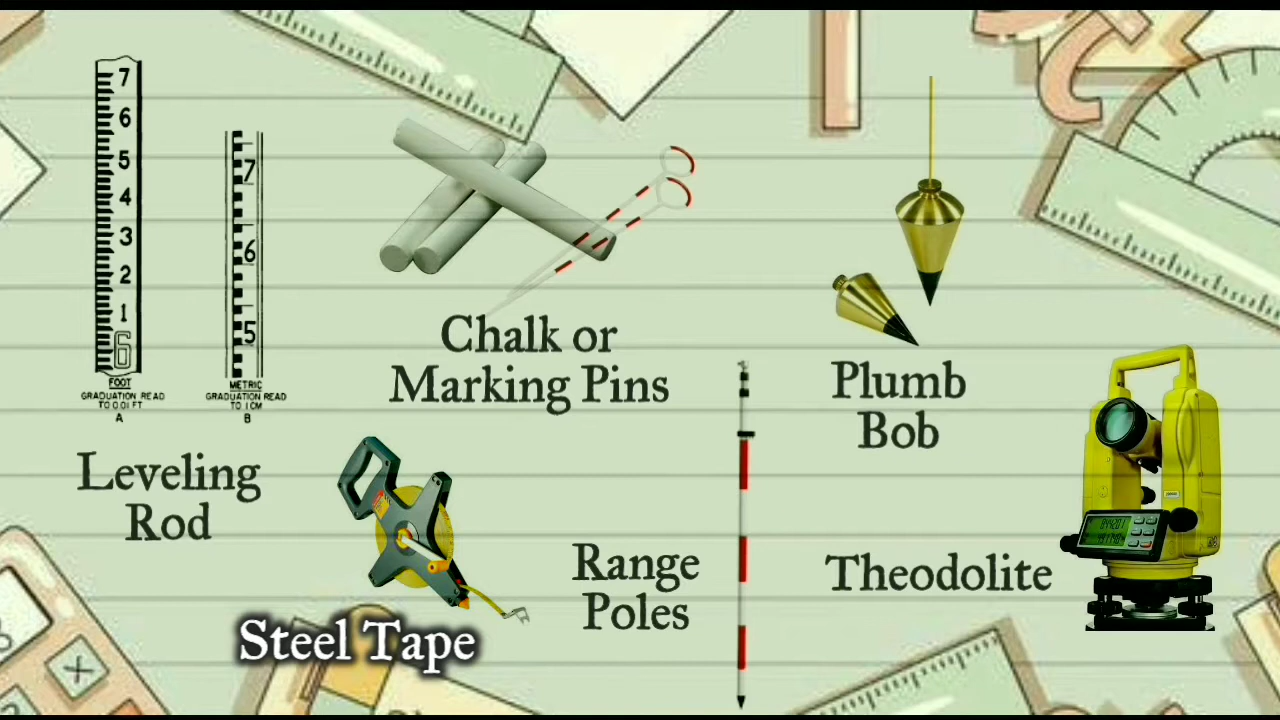 7
6
5
4
3
2
1
6
FOOT
GRADUATION READ
TO 0.01 FT
A
7
6
5
METRIC
GRADUATION READ
TO 1 CM
B
Leveling
Rod
Chalk or
Marking Pins
Plumb
Bob
Steel Tape
Range
Poles
Theodolite